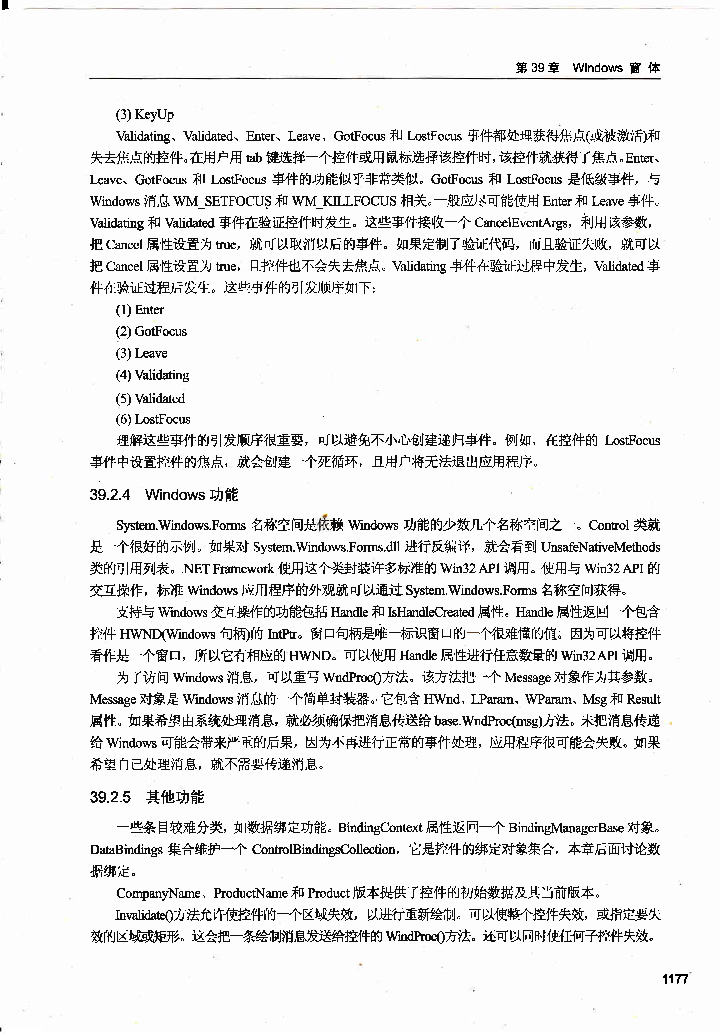 第 39 章 Windows 窗 体
(3) KeyUp
Validating、Validated、Enter、Leave、GotFocus 和 LostFocus 事件都处理获得焦点(或被激活)和
失去焦点的控件。在用户用 tab 键选择一个控件或用鼠标选择该控件时，该控件就获得了焦点。Enter、
Leave、GotFocus 和 LostFocus 事件的功能似乎非常类似。GotFocus 和 LostFocus 是低级事件，与
Windows 消息 WM_SETFOCUS 和 WM_KILLFOCUS 相关。一般应尽可能使用 Enter 和 Leave 事件。
Validating 和 Validated 事件在验证控件时发生。这些事件接收一个 CancelEventArgs，利用该参数，
把 Cancel 属性设置为 true，就可以取消以后的事件。如果定制了验证代码，而且验证失败，就可以
把 Cancel 属性设置为 true，且控件也不会失去焦点。Validating 事件在验证过程中发生，Validated 事
件在验证过程后发生。这些事件的引发顺序如下：
(1) Enter
(2) GotFocus
(3) Leave
(4) Validating
(5) Validated
(6) LostFocus
理解这些事件的引发顺序很重要，可以避免不小心创建递归事件。例如，在控件的 LostFocus
事件中设置控件的焦点，就会创建一个死循环，且用户将无法退出应用程序。
39.2.4 Windows 功能
System.Windows.Forms 名称空间是依赖 Windows 功能的少数几个名称空间之一。Control 类就
是一个很好的示例。如果对 System.Windows.Forms.dll 进行反编译，就会看到 UnsafeNativeMethods
类的引用列表。.NET Framework 使用这个类封装许多标准的 Win32 API 调用。使用与 Win32 API 的
交互操作，标准 Windows 应用程序的外观就可以通过 System.Windows.Forms 名称空间获得。
支持与 Windows 交互操作的功能包括 Handle 和 IsHandleCreated 属性。Handle 属性返回一个包含
控件 HWND(Windows 句柄)的 IntPtr。窗口句柄是唯一标识窗口的一个很难懂的值。因为可以将控件
看作是一个窗口，所以它有相应的 HWND。可以使用 Handle 属性进行任意数量的 Win32 API 调用。
为了访问 Windows 消息，可以重写 WndProc()方法。该方法把一个 Message 对象作为其参数。
Message 对象是 Windows 消息的一个简单封装器。它包含 HWnd、LParam、WParam、Msg 和 Result
属性。如果希望由系统处理消息，就必须确保把消息传送给 base.WndProc(msg)方法。未把消息传递
给 Windows 可能会带来严重的后果，因为不再进行正常的事件处理，应用程序很可能会失败。如果
希望自己处理消息，就不需要传递消息。
39.2.5 其他功能
一些条目较难分类，如数据绑定功能。BindingContext 属性返回一个 BindingManagerBase 对象。
DataBindings 集合维护一个 ControlBindingsCollection，它是控件的绑定对象集合，本章后面讨论数
据绑定。
CompanyName、ProductName 和 Product 版本提供了控件的初始数据及其当前版本。
Invalidate()方法允许使控件的一个区域失效，以进行重新绘制。可以使整个控件失效，或指定要失
效的区域或矩形。这会把一条绘制消息发送给控件的 WindProc()方法。还可以同时使任何子控件失效。
1177